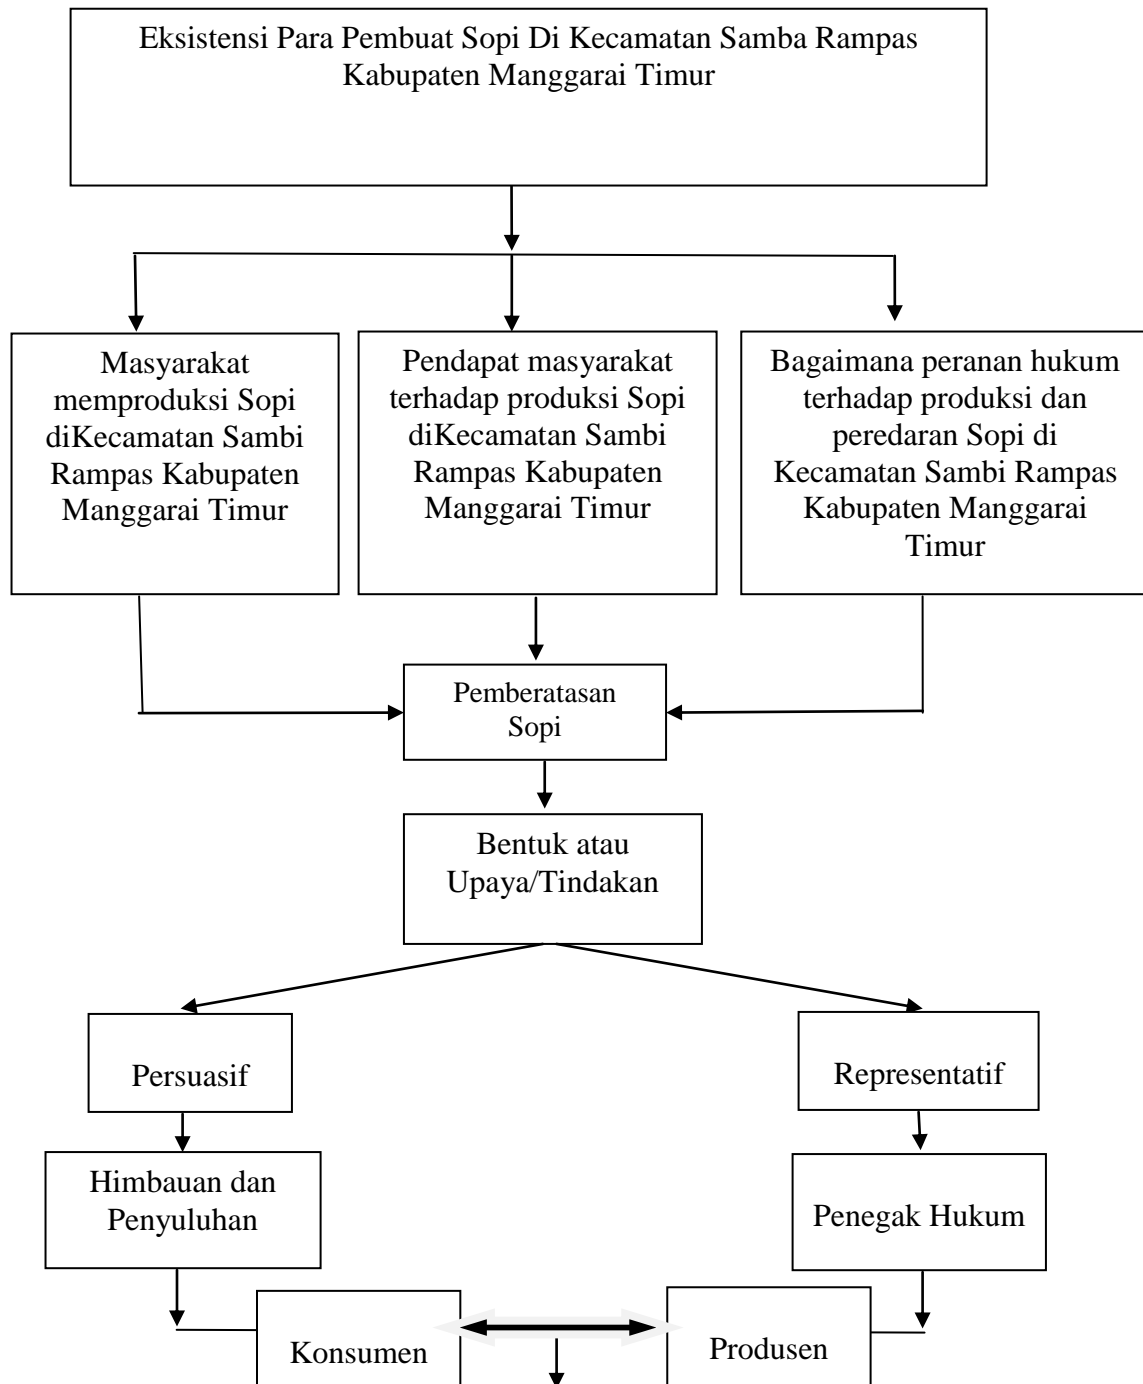 Eksistensi Para Pembuat Sopi Di Kecamatan Samba Rampas
Kabupaten Manggarai Timur
Masyarakat
memproduksi Sopi
diKecamatan Sambi
Rampas Kabupaten
Manggarai Timur
Pendapat masyarakat
terhadap produksi Sopi
diKecamatan Sambi
Rampas Kabupaten
Manggarai Timur
Bagaimana peranan hukum
terhadap produksi dan
peredaran Sopi di
Kecamatan Sambi Rampas
Kabupaten Manggarai
Timur
Pemberatasan
Sopi
Bentuk atau
Upaya/Tindakan
Persuasif
Representatif
Himbauan dan
Penyuluhan
Penegak Hukum
Konsumen
Produsen